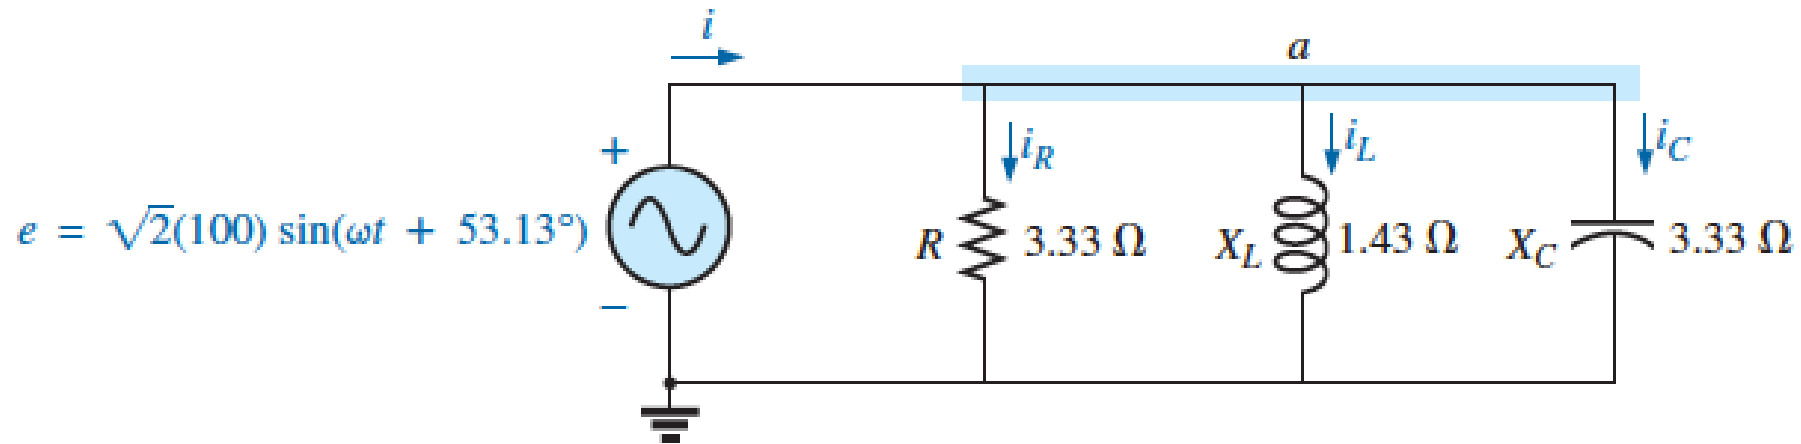 i
a
+
iR
iL
iC
e = √2(100) sin(ωt + 53.13°)
R
3.33 Ω
XL
1.43 Ω
XC
3.33 Ω
−